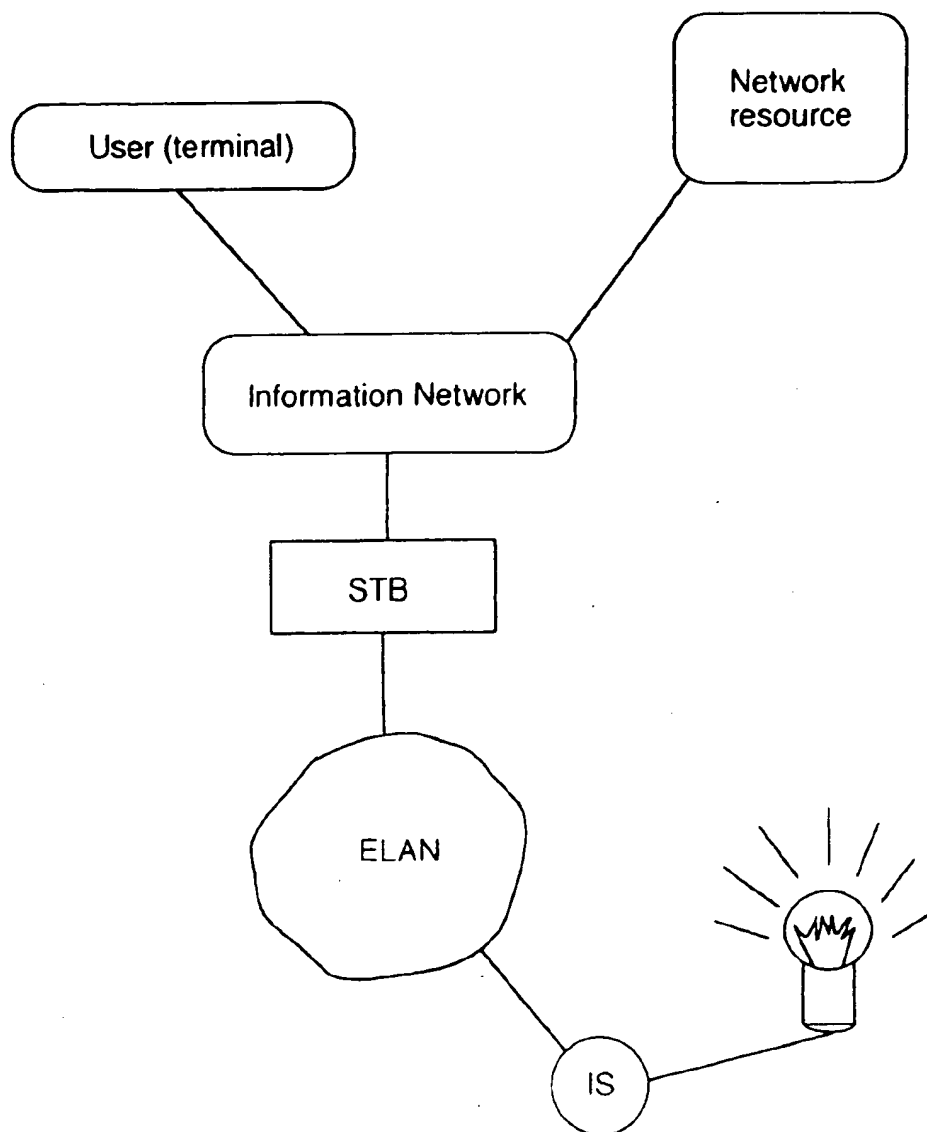 Network
resource
User (terminal)
Information Network
STB
ELAN
IS